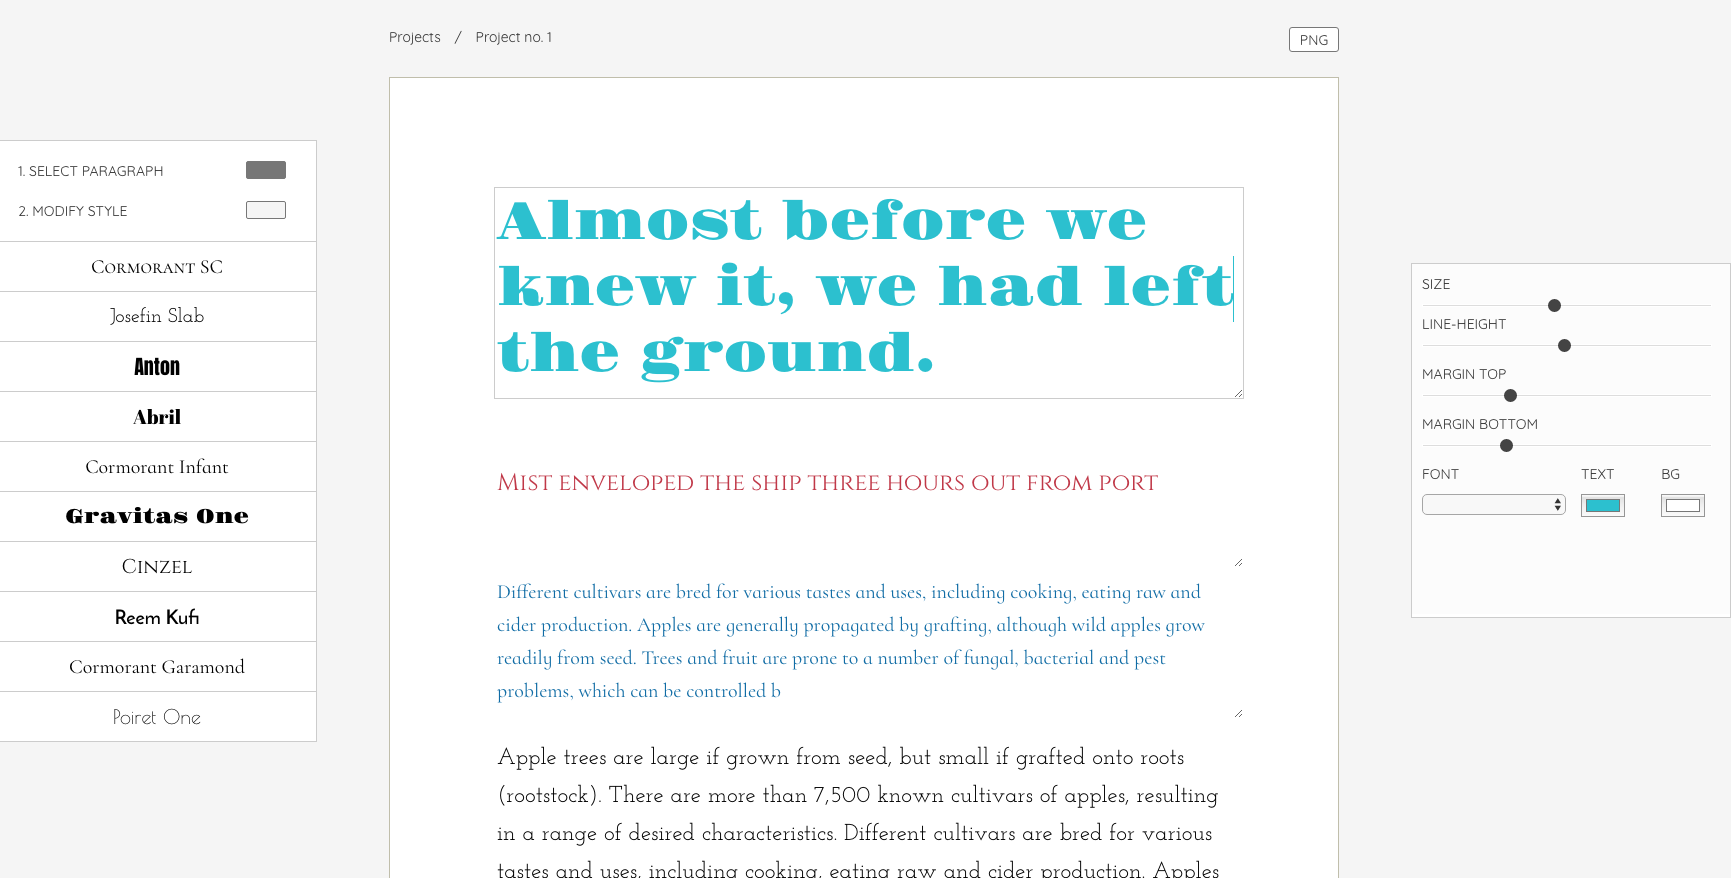 Projects / Project no. 1
PNG
1. SELECT PARAGRAPH
2. MODIFY STYLE
Cormorant SC
Josefin Slab
Anton
Abril
Cormorant Infant
Gravitas One
Cinzel
Reem Kufi
Cormorant Garamond
Poiret One
Almost before we
knew it, we had left
the ground.
Mist enveloped the ship three hours out from port
Different cultivars are bred for various tastes and uses, including cooking, eating raw and
cider production. Apples are generally propagated by grafting, although wild apples grow
readily from seed. Trees and fruit are prone to a number of fungal, bacterial and pest
problems, which can be controlled b
Apple trees are large if grown from seed, but small if grafted onto roots
(rootstock). There are more than 7,500 known cultivars of apples, resulting
in a range of desired characteristics. Different cultivars are bred for various
tastes and uses, including cooking, eating raw and cider production. Apples
SIZE
LINE-HEIGHT
MARGIN TOP
MARGIN BOTTOM
FONT TEXT BG